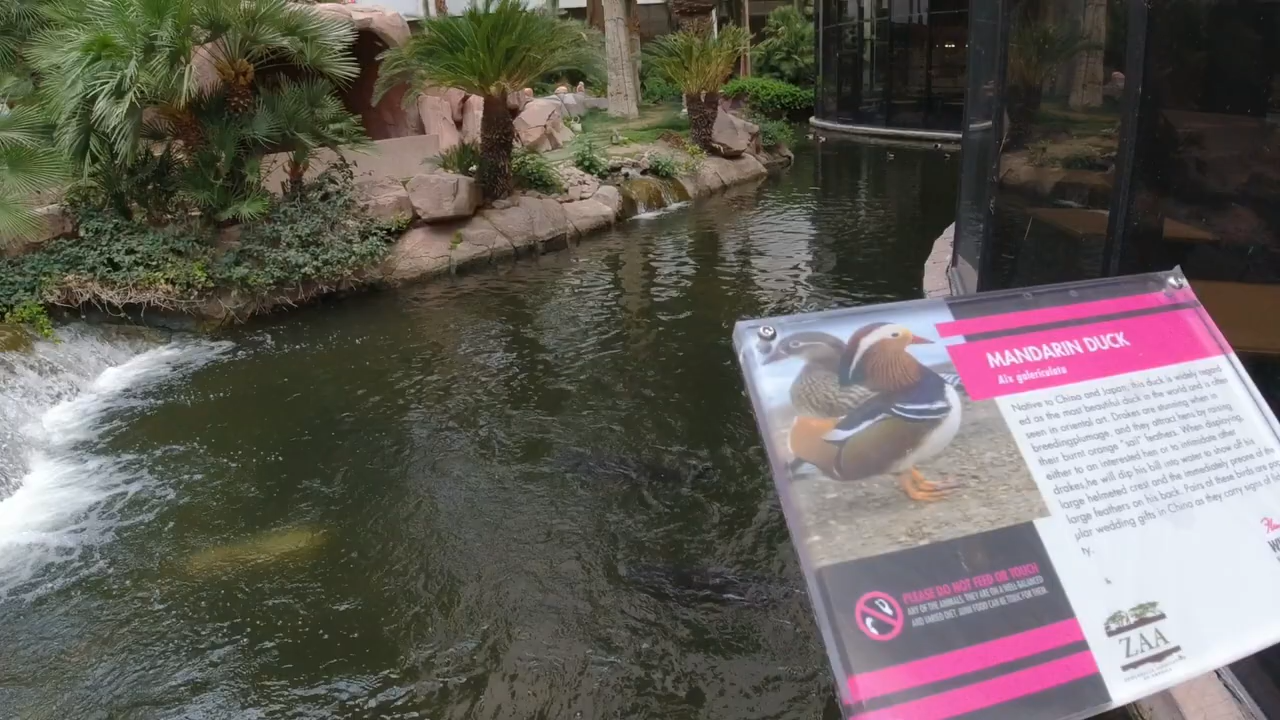 MANDARIN DUCK
Aix galericulata
Native to China and Japan, this duck is widely regard-
ed as the most beautiful duck in the world and is often
seen in oriental art. Drakes are stunning when in
breedingplumage, and they attract hens by raising
their burnt orange "sail" feathers. When displaying,
either to an interested hen or to intimidate other
drakes,he will dip his bill into water to show off his
large helmeted crest and the immediately preens the
large feathers on his back. Pairs of these birds are po
pular wedding gifts in China as they carry signs of
ty.
PLEASE DO NOT FEED OR TOUCH
ANY OF THE ANIMALS. THEY ARE ON A WELL-BALANCED
AND VARIED DIET. JUNK FOOD CAN BE TOXIC FOR THEM.
ZAA